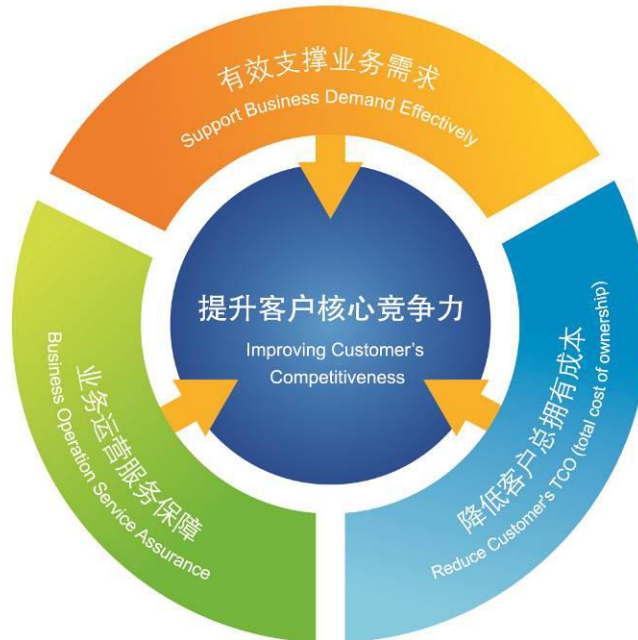 有效支撑业务需求
Support Business Demand Effectively
提升客户核心竞争力
Improving Customer's
Competitiveness
业务运营服务保障
Business Operation Service Assurance
降低客户总拥有成本
Reduce Customer's TCO (total cost of ownership)